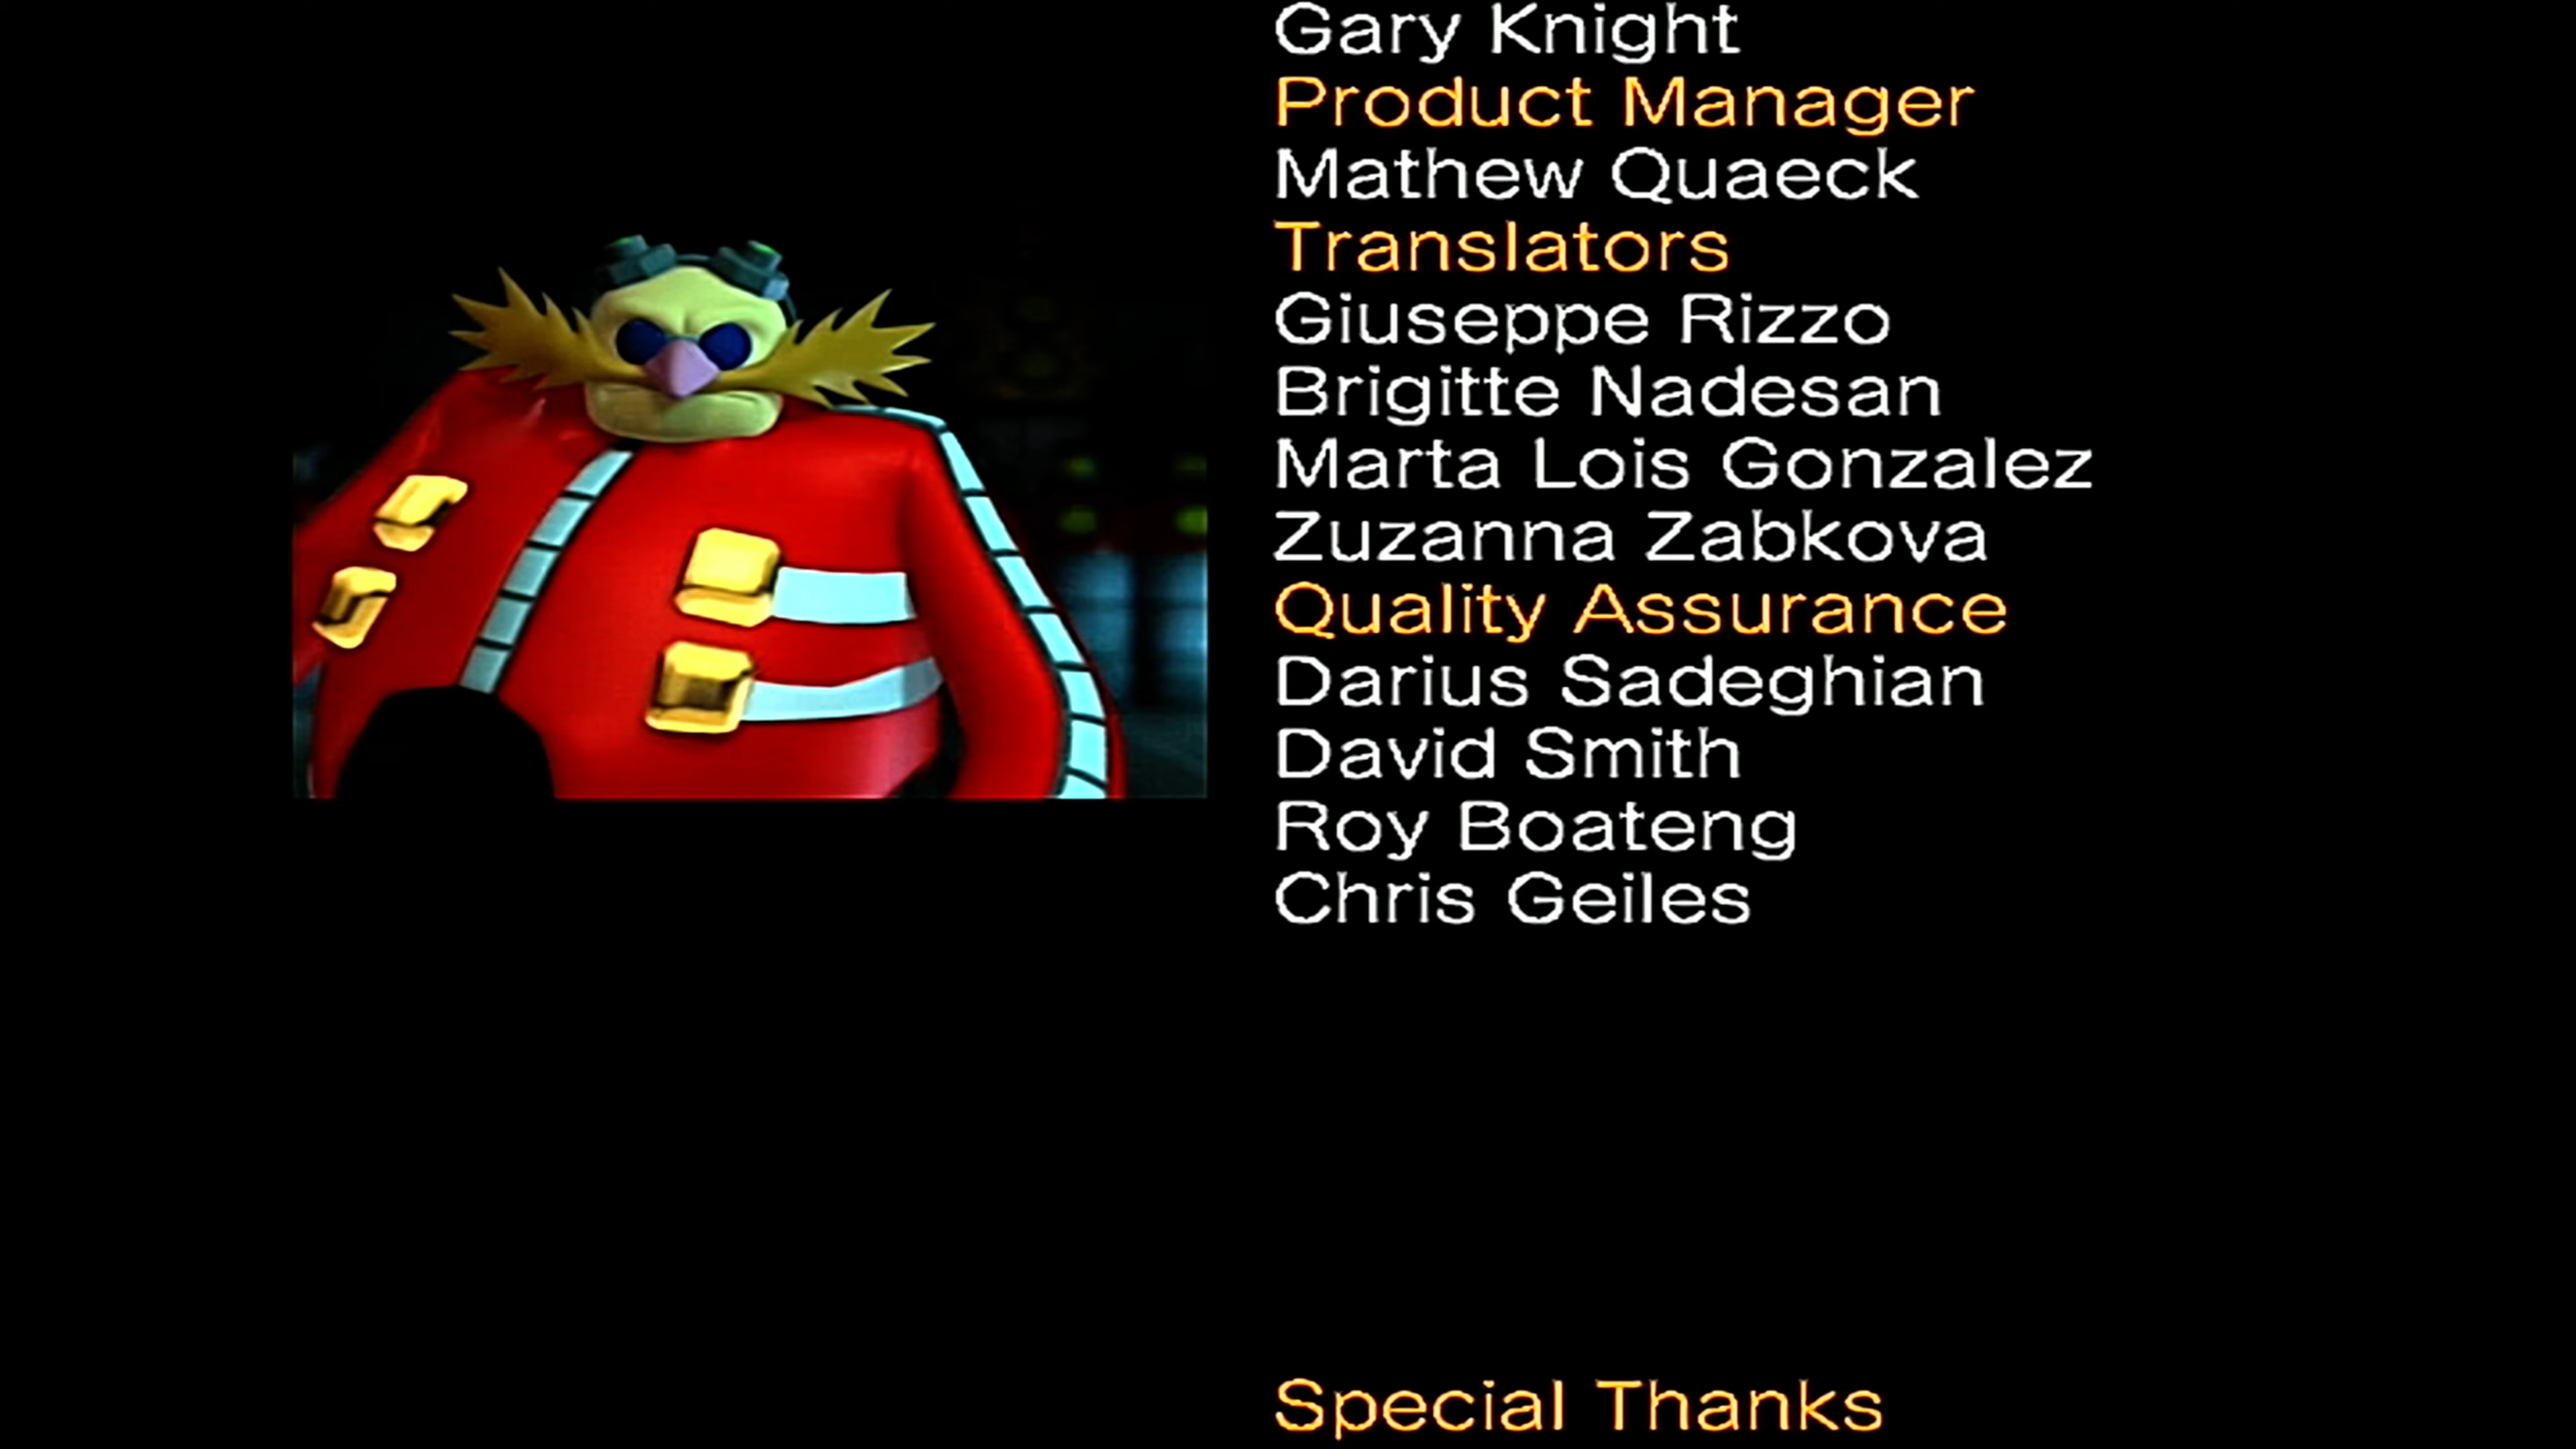 Gary Knight
Product Manager
Mathew Quaeck
Translators
Giuseppe Rizzo
Brigitte Nadesan
Marta Lois Gonzalez
Zuzanna Zabkova
Quality Assurance
Darius Sadeghian
David Smith
Roy Boateng
Chris Geiles
Special Thanks